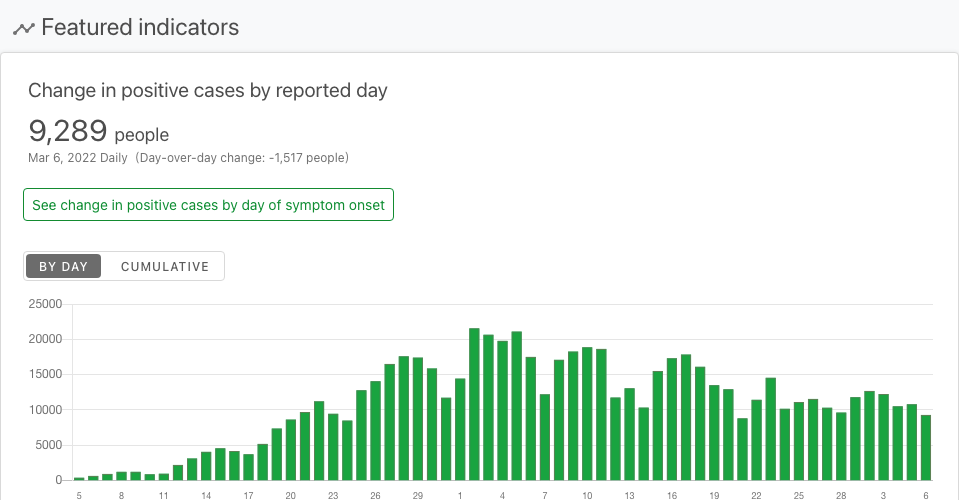 Featured indicators
Change in positive cases by reported day
9,289 people
Mar 6, 2022 Daily (Day-over-day change: -1,517 people)
See change in positive cases by day of symptom onset
BY DAY CUMULATIVE
25000
20000
15000
10000
5000
0
5 8 11 14 17 20 23 26 29 1 4 7 10 13 16 19 22 25 28 3 6